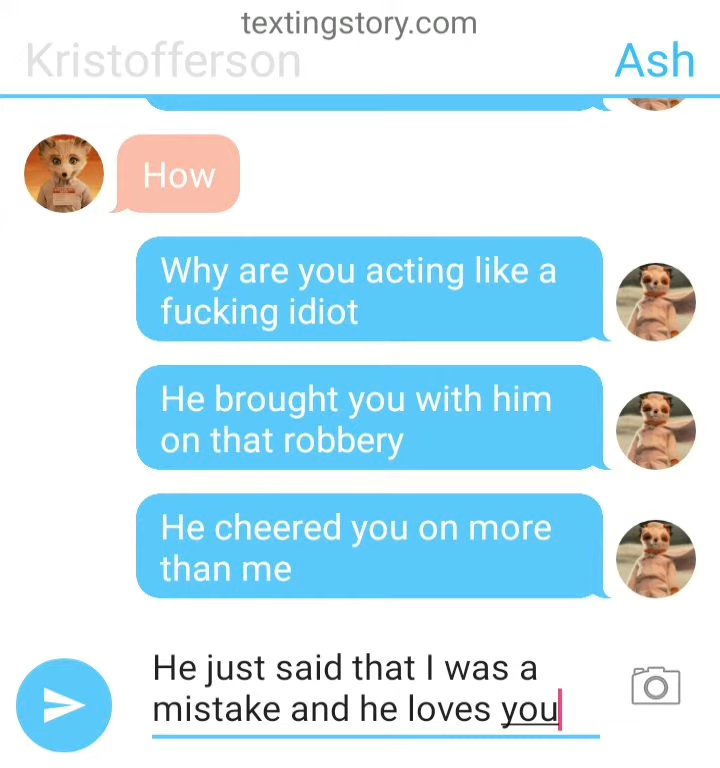 textingstory.com
Kristofferson
Ash
How
Why are you acting like a
fucking idiot
He brought you with him
on that robbery
He cheered you on more
than me
He just said that I was a
mistake and he loves you